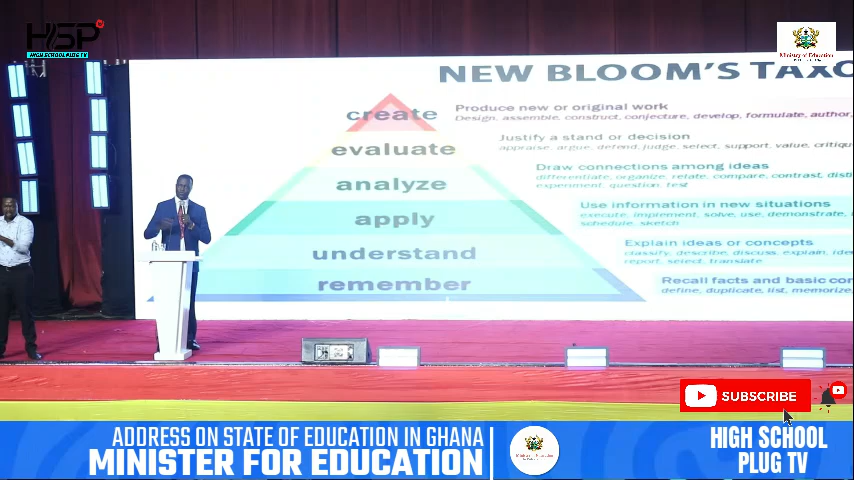 HSP
HIGH SCHOOL PLUG TV
Ministry of Education
NEW BLOOM'S TAXO
create
Produce new or original work
Design, assemble, construct, conjecture, develop, formulate, author,
evaluate
Justify a stand or decision
appraise, argue, defend, judge, select, support, value, critiqu
analyze
Draw connections among ideas
differentiate, organize, relate, compare, contrast, disti
experiment, question, test
apply
Use information in new situations
execute, implement, solve, use, demonstrate,
schedule, sketch
understand
Explain ideas or concepts
classify, describe, discuss, explain, ide
report, select, translate
remember
Recall facts and basic con
define, duplicate, list, memorize,
SUBSCRIBE
ADDRESS ON STATE OF EDUCATION IN GHANA
MINISTER FOR EDUCATION
HIGH SCHOOL
PLUG TV